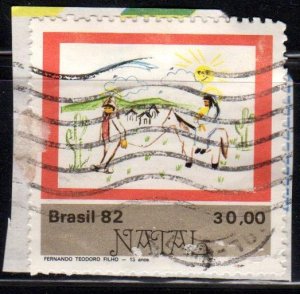 Brasil 82 30,00
NATAL
FERNANDO TEODORO FILHO - 13 anos